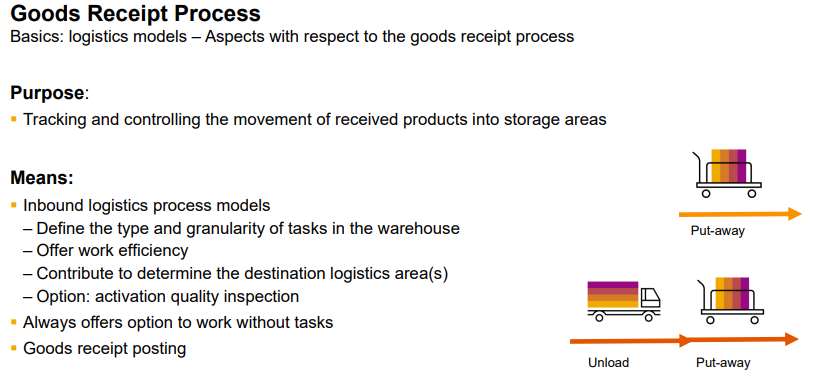 Goods Receipt Process
Basics: logistics models – Aspects with respect to the goods receipt process
Purpose:
▪ Tracking and controlling the movement of received products into storage areas
Means:
▪ Inbound logistics process models
– Define the type and granularity of tasks in the warehouse
– Offer work efficiency
– Contribute to determine the destination logistics area(s)
– Option: activation quality inspection
▪ Always offers option to work without tasks
▪ Goods receipt posting
Put-away
Unload
Put-away